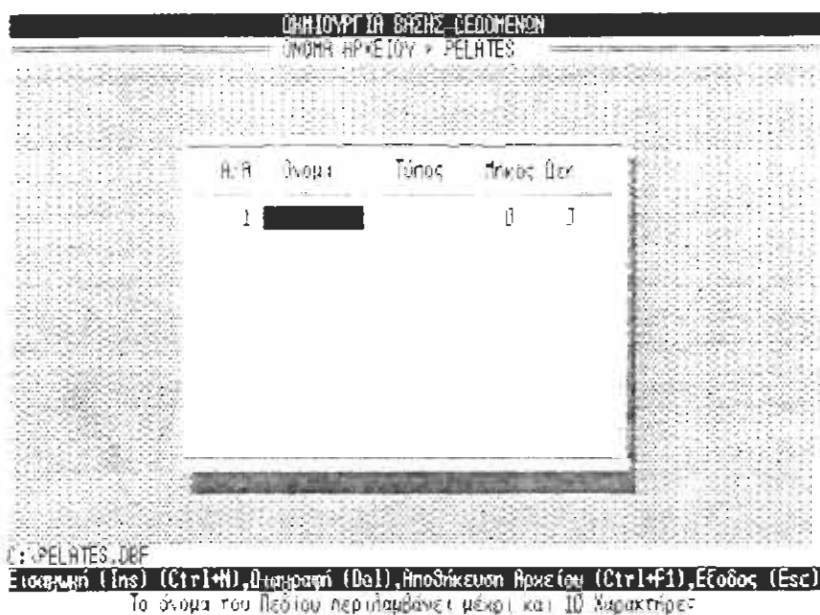 ΔΗΜΙΟΥΡΓΙΑ ΒΑΣΗΣ ΔΕΔΟΜΕΝΩΝ
ΟΝΟΜΑ ΑΡΧΕΙΟΥ : PELATES
Α/Α Όνομα Τύπος Μήκος Δεκ
1 0 0
C:\PELATES.DBF
Εισαγωγή (Ins) (Ctrl+N),Διαγραφή (Del),Αποθήκευση Αρχείου (Ctrl+F1),Εξοδος (Esc)
Το όνομα του Πεδίου περιλαμβάνει μέχρι και 10 Χαρακτήρες